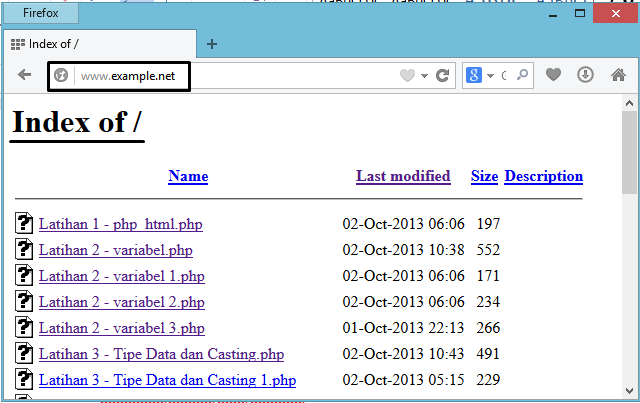 Firefox
Index of /
www.example.net
Index of /
Name Last modified Size Description
Latihan 1 - php_html.php 02-Oct-2013 06:06 197
Latihan 2 - variabel.php 02-Oct-2013 10:38 552
Latihan 2 - variabel 1.php 02-Oct-2013 06:06 171
Latihan 2 - variabel 2.php 02-Oct-2013 06:06 234
Latihan 2 - variabel 3.php 01-Oct-2013 22:13 266
Latihan 3 - Tipe Data dan Casting.php 02-Oct-2013 10:43 491
Latihan 3 - Tipe Data dan Casting 1.php 02-Oct-2013 05:15 229